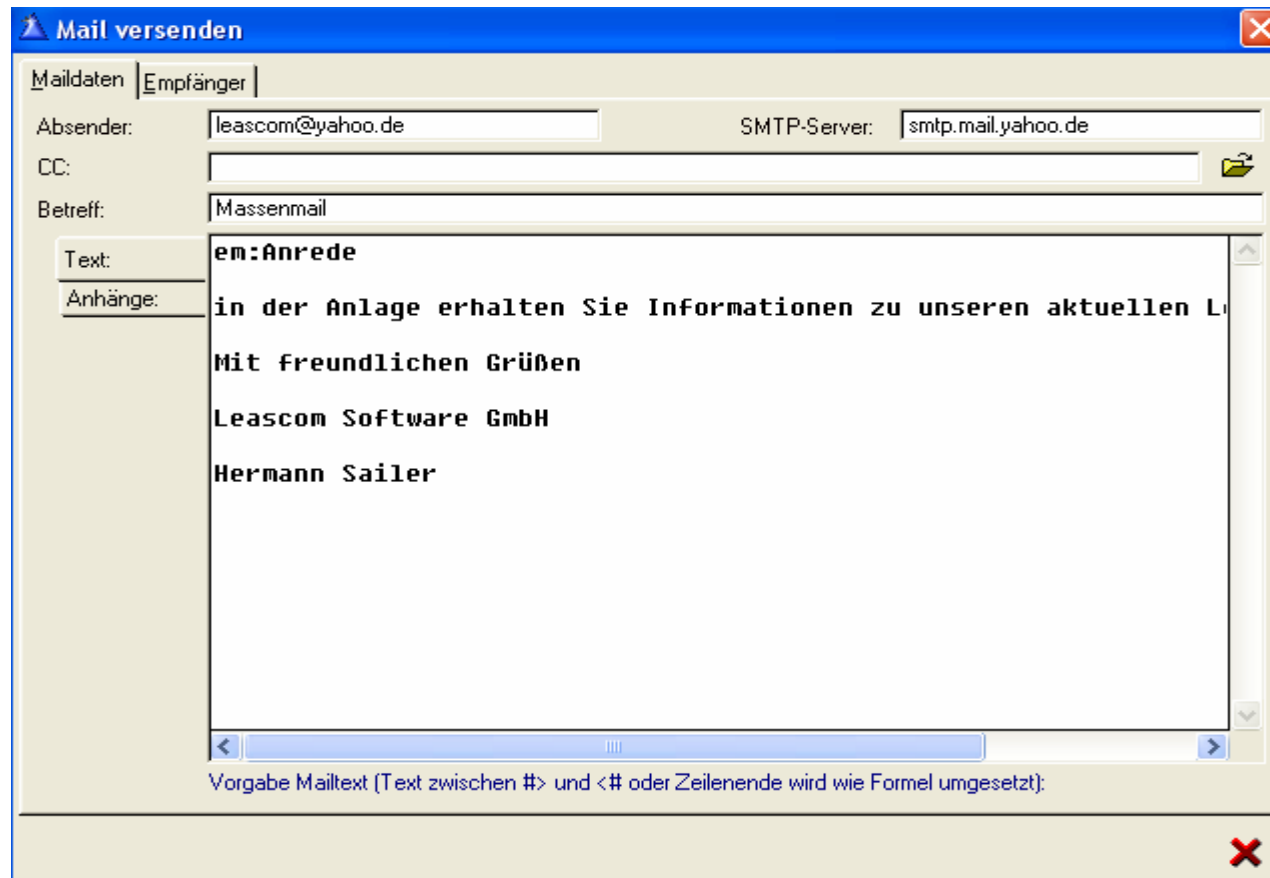 Mail versenden
Maildaten Empfänger
Absender: leascom@yahoo.de SMTP-Server: smtp.mail.yahoo.de
CC:
Betreff: Massenmail
Text: em:Anrede
Anhänge:
in der Anlage erhalten Sie Informationen zu unseren aktuellen
Mit freundlichen Grüßen
Leascom Software GmbH
Hermann Sailer
Vorgabe Mailtext (Text zwischen #> und <# oder Zeilenende wird wie Formel umgesetzt):